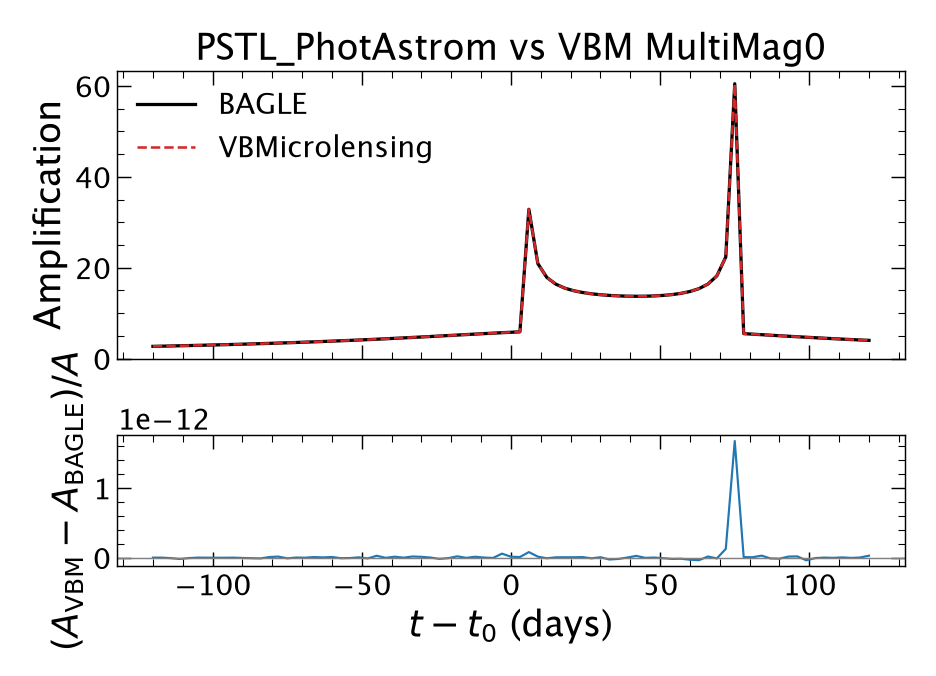 PSTL_PhotAstrom vs VBM MultiMag0
Amplification
60
40
20
0
BAGLE
VBMicrolensing
(A_VBM − A_BAGLE)/A
1e−12
1
0
−100
−50
0
50
100
t − t₀ (days)